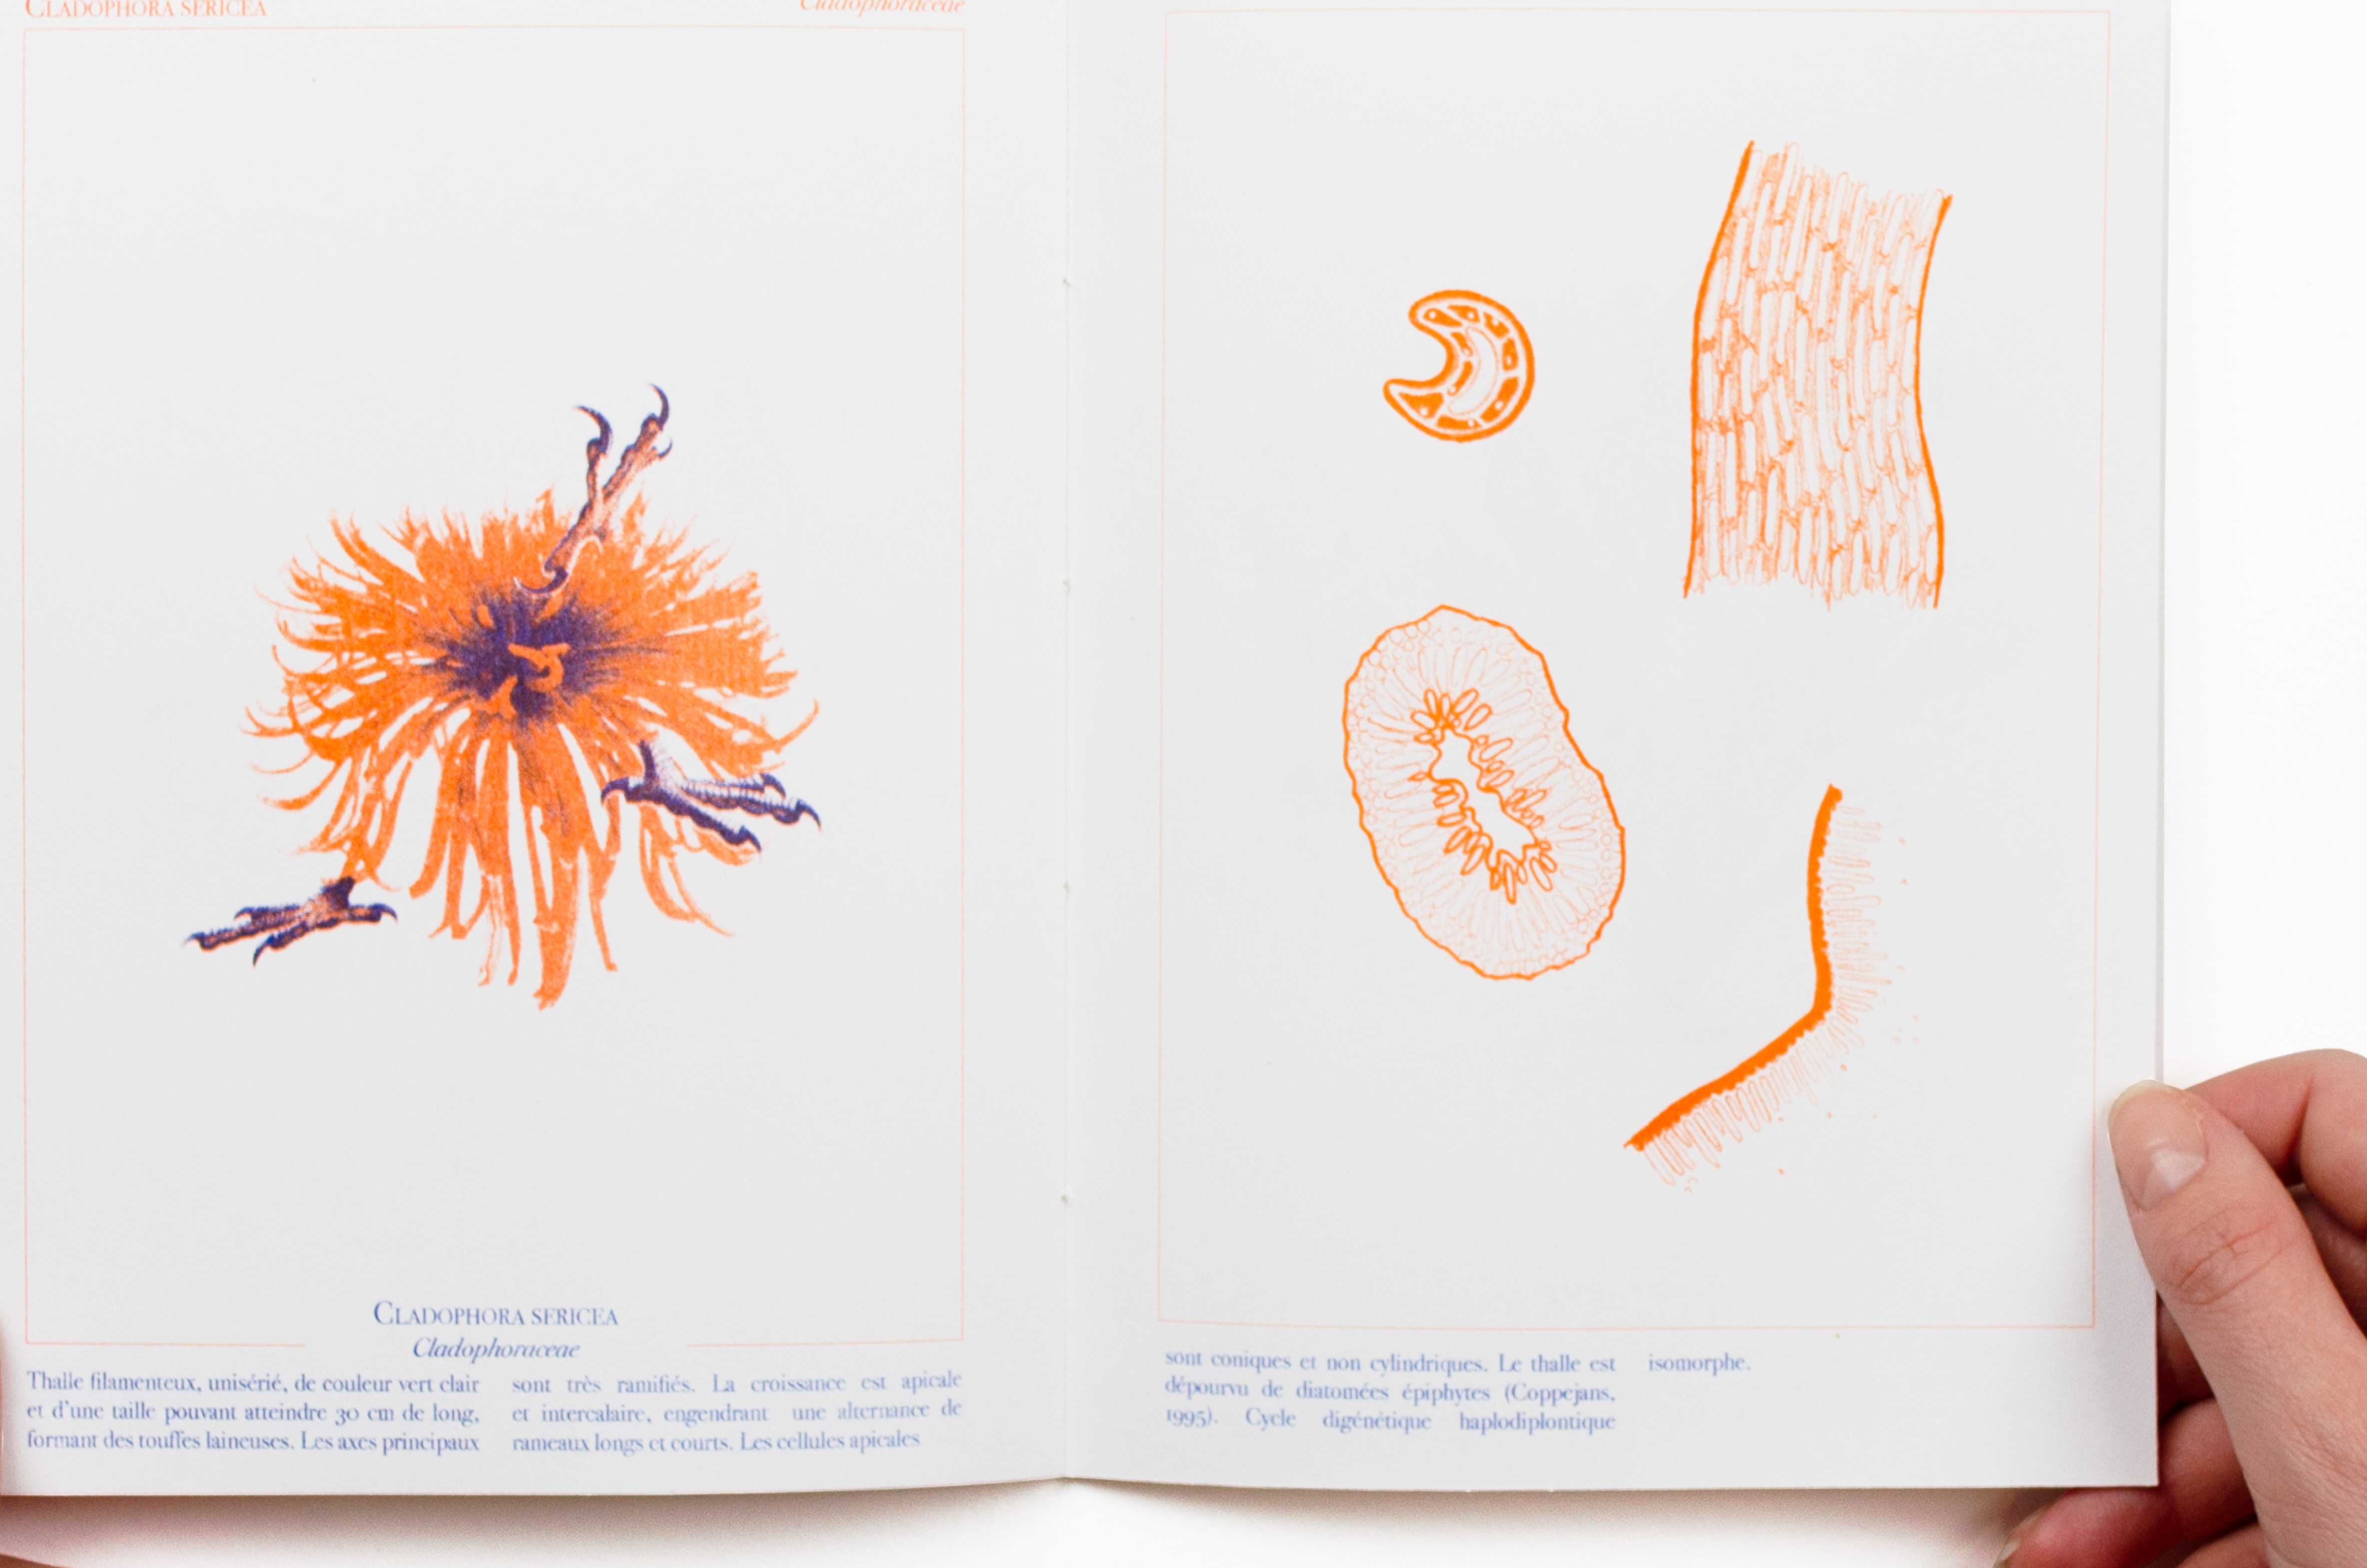 CLADOPHORA SERICEA
Cladophoraceae
CLADOPHORA SERICEA
Cladophoraceae
Thalle filamenteux, unisérié, de couleur vert clair
et d'une taille pouvant atteindre 30 cm de long,
formant des touffes laineuses. Les axes principaux
sont très ramifiés. La croissance est apicale
et intercalaire, engendrant une alternance de
rameaux longs et courts. Les cellules apicales
sont coniques et non cylindriques. Le thalle est
dépourvu de diatomées épiphytes (Coppejans,
1995). Cycle digénétique haplodiplontique
isomorphe.